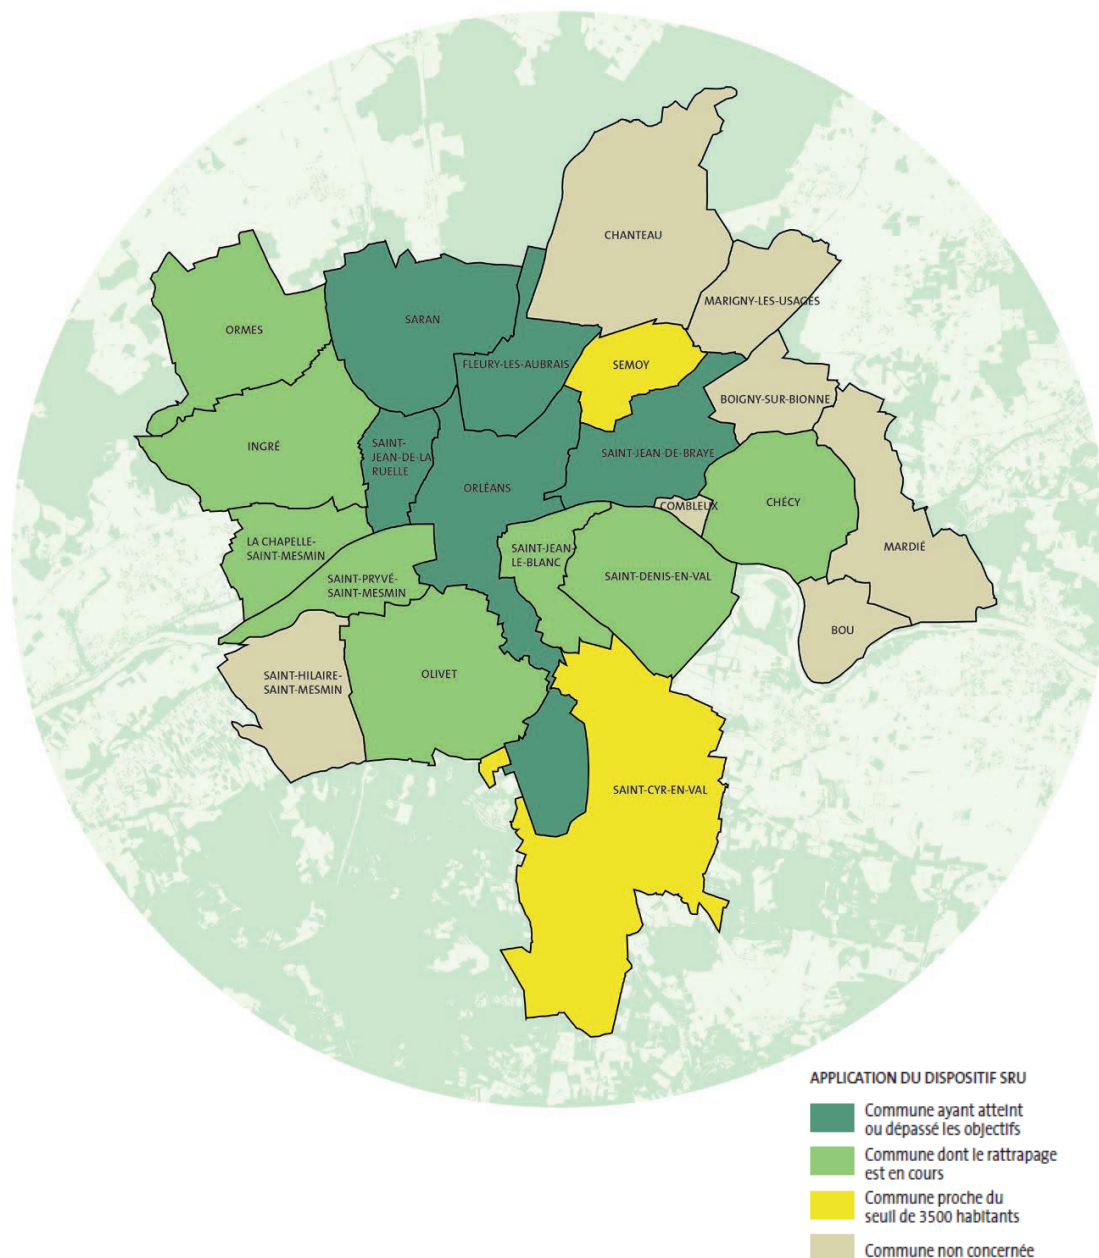 CHANTEAU
MARIGNY-LES-USAGES
ORMES
SARAN
FLEURY-LES-AUBRAIS
SEMOY
BOIGNY-SUR-BIONNE
INGRÉ
SAINT-
JEAN-DE-LA-
RUELLE
SAINT-JEAN-DE-BRAYE
ORLÉANS
COMBLEUX
CHÉCY
LA CHAPELLE-
SAINT-MESMIN
SAINT-JEAN-
LE-BLANC
MARDIÉ
SAINT-PRYVÉ-
SAINT-MESMIN
SAINT-DENIS-EN-VAL
BOU
SAINT-HILAIRE-
SAINT-MESMIN
OLIVET
SAINT-CYR-EN-VAL
APPLICATION DU DISPOSITIF SRU
Commune ayant atteint
ou dépassé les objectifs
Commune dont le rattrapage
est en cours
Commune proche du
seuil de 3500 habitants
Commune non concernée